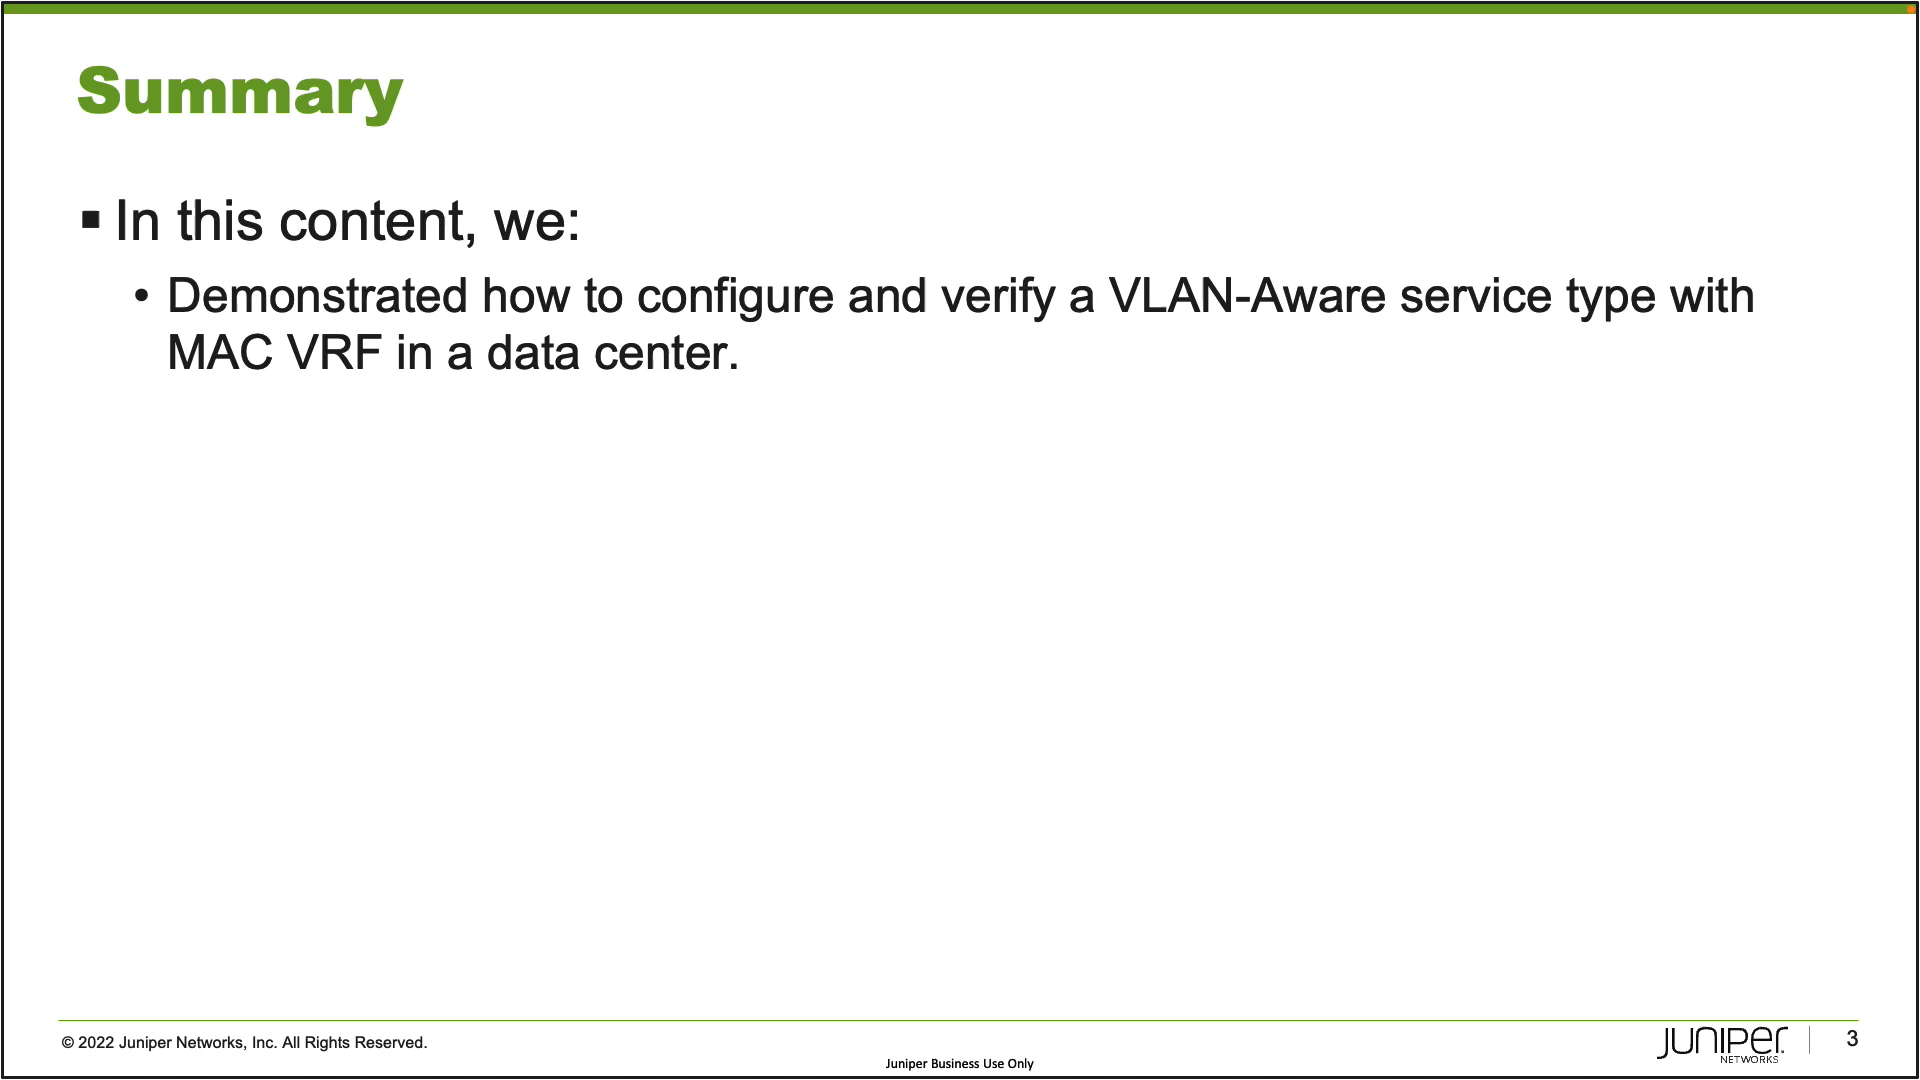 Summary
▪ In this content, we:
• Demonstrated how to configure and verify a VLAN-Aware service type with
MAC VRF in a data center.
© 2022 Juniper Networks, Inc. All Rights Reserved.
Juniper Business Use Only
Juniper
NETWORKS
3